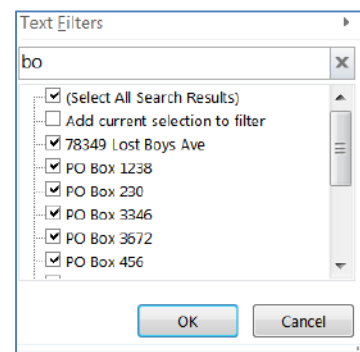 Text Filters
bo
(Select All Search Results)
Add current selection to filter
78349 Lost Boys Ave
PO Box 1238
PO Box 230
PO Box 3346
PO Box 3672
PO Box 456
OK Cancel